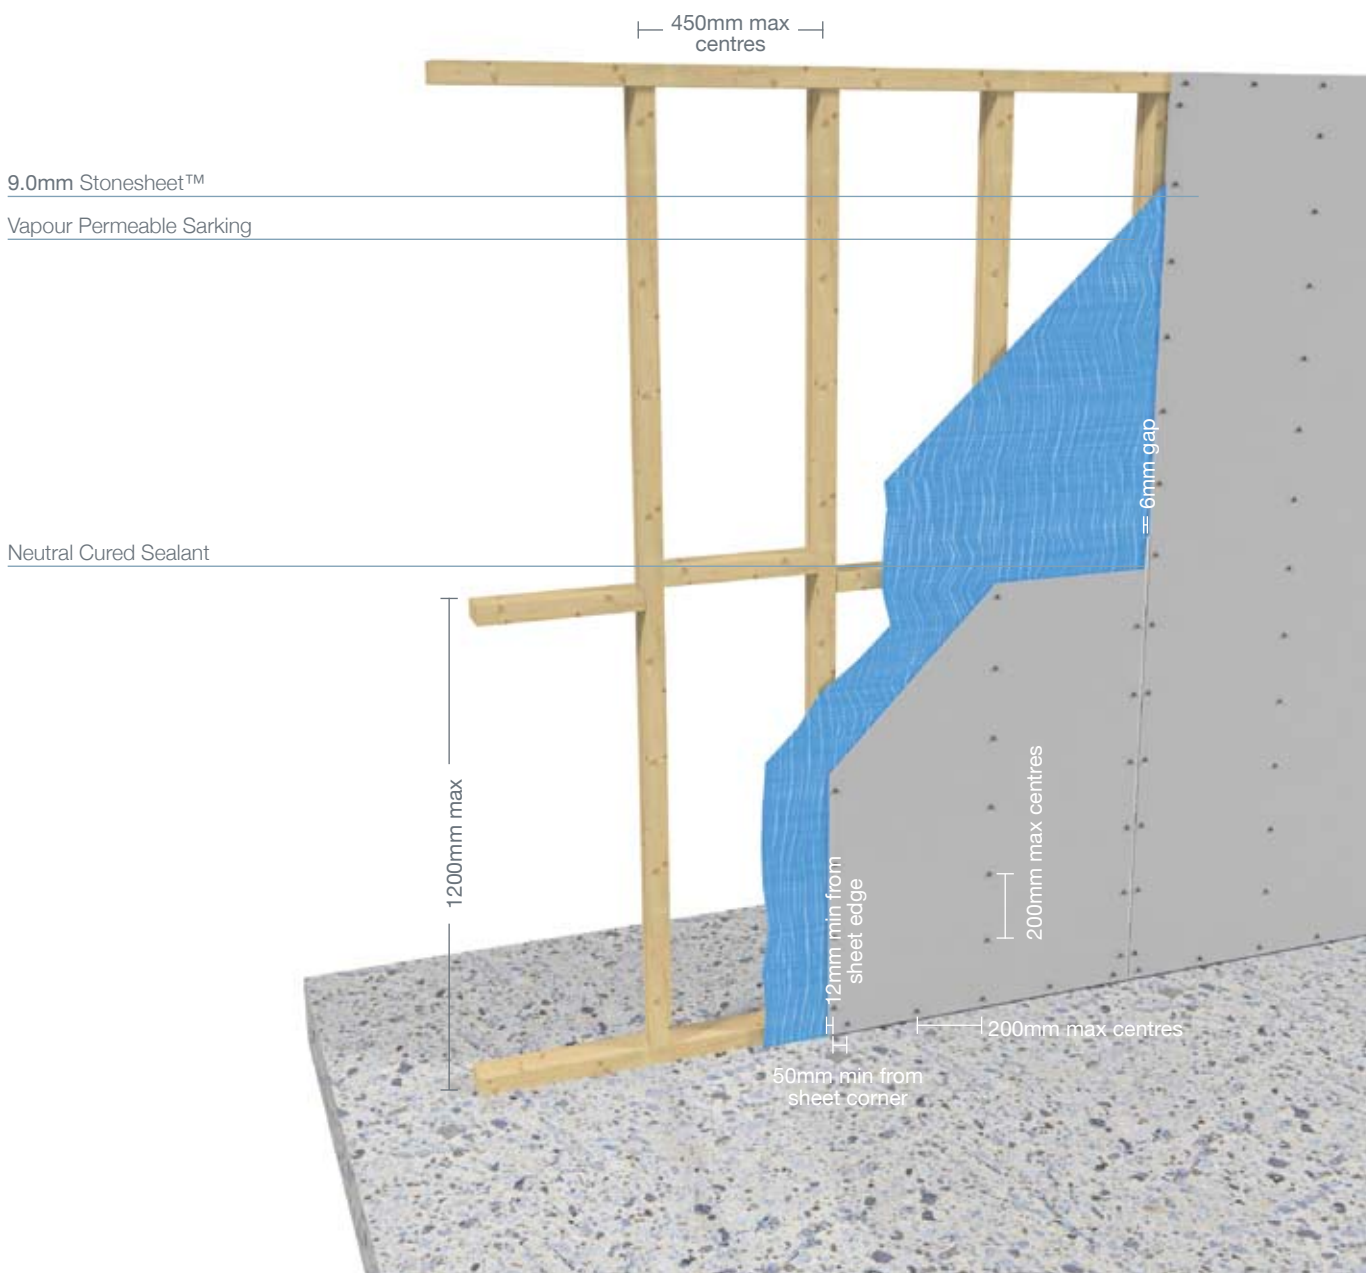 450mm max
centres
9.0mm Stonesheet™
Vapour Permeable Sarking
6mm gap
Neutral Cured Sealant
1200mm max
200mm max centres
12mm min from
sheet edge
200mm max centres
50mm min from
sheet corner